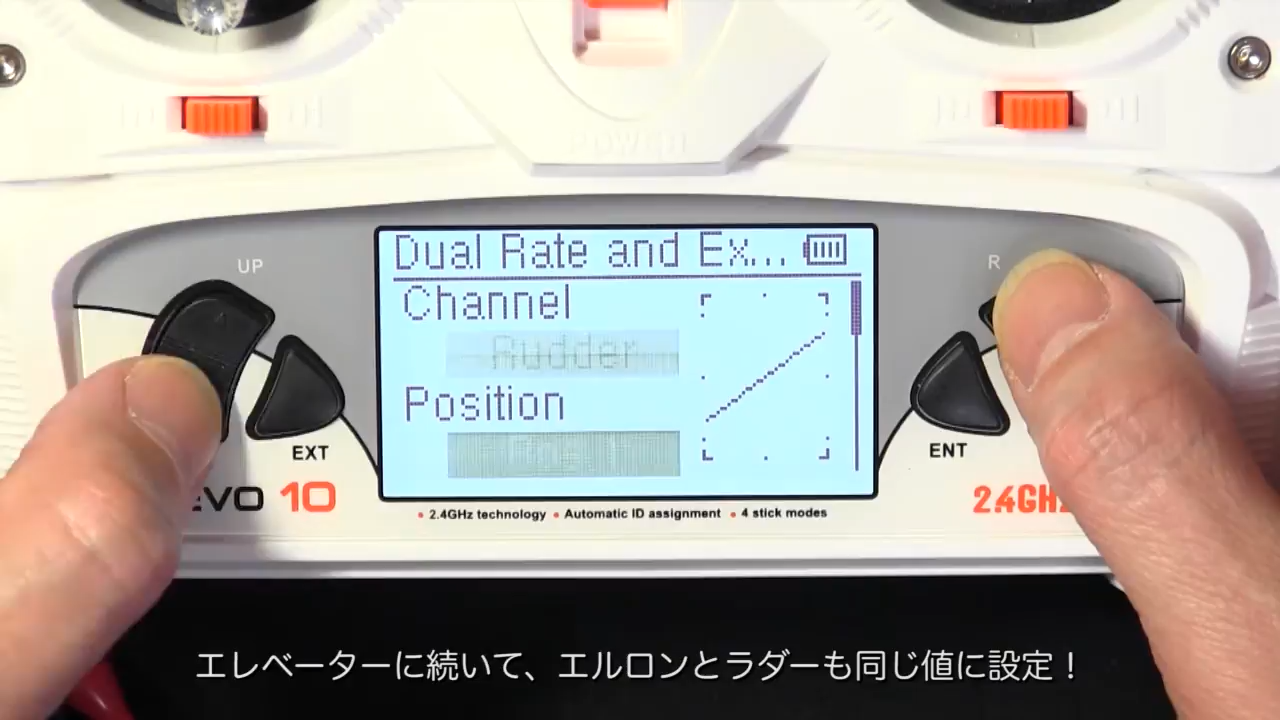 POWER
UP
R
Dual Rate and Ex...
Channel
Rudder
Position
EXT
ENT
EVO 10
2.4GH
• 2.4GHz technology • Automatic ID assignment • 4 stick modes
エレベーターに続いて、エルロンとラダーも同じ値に設定！